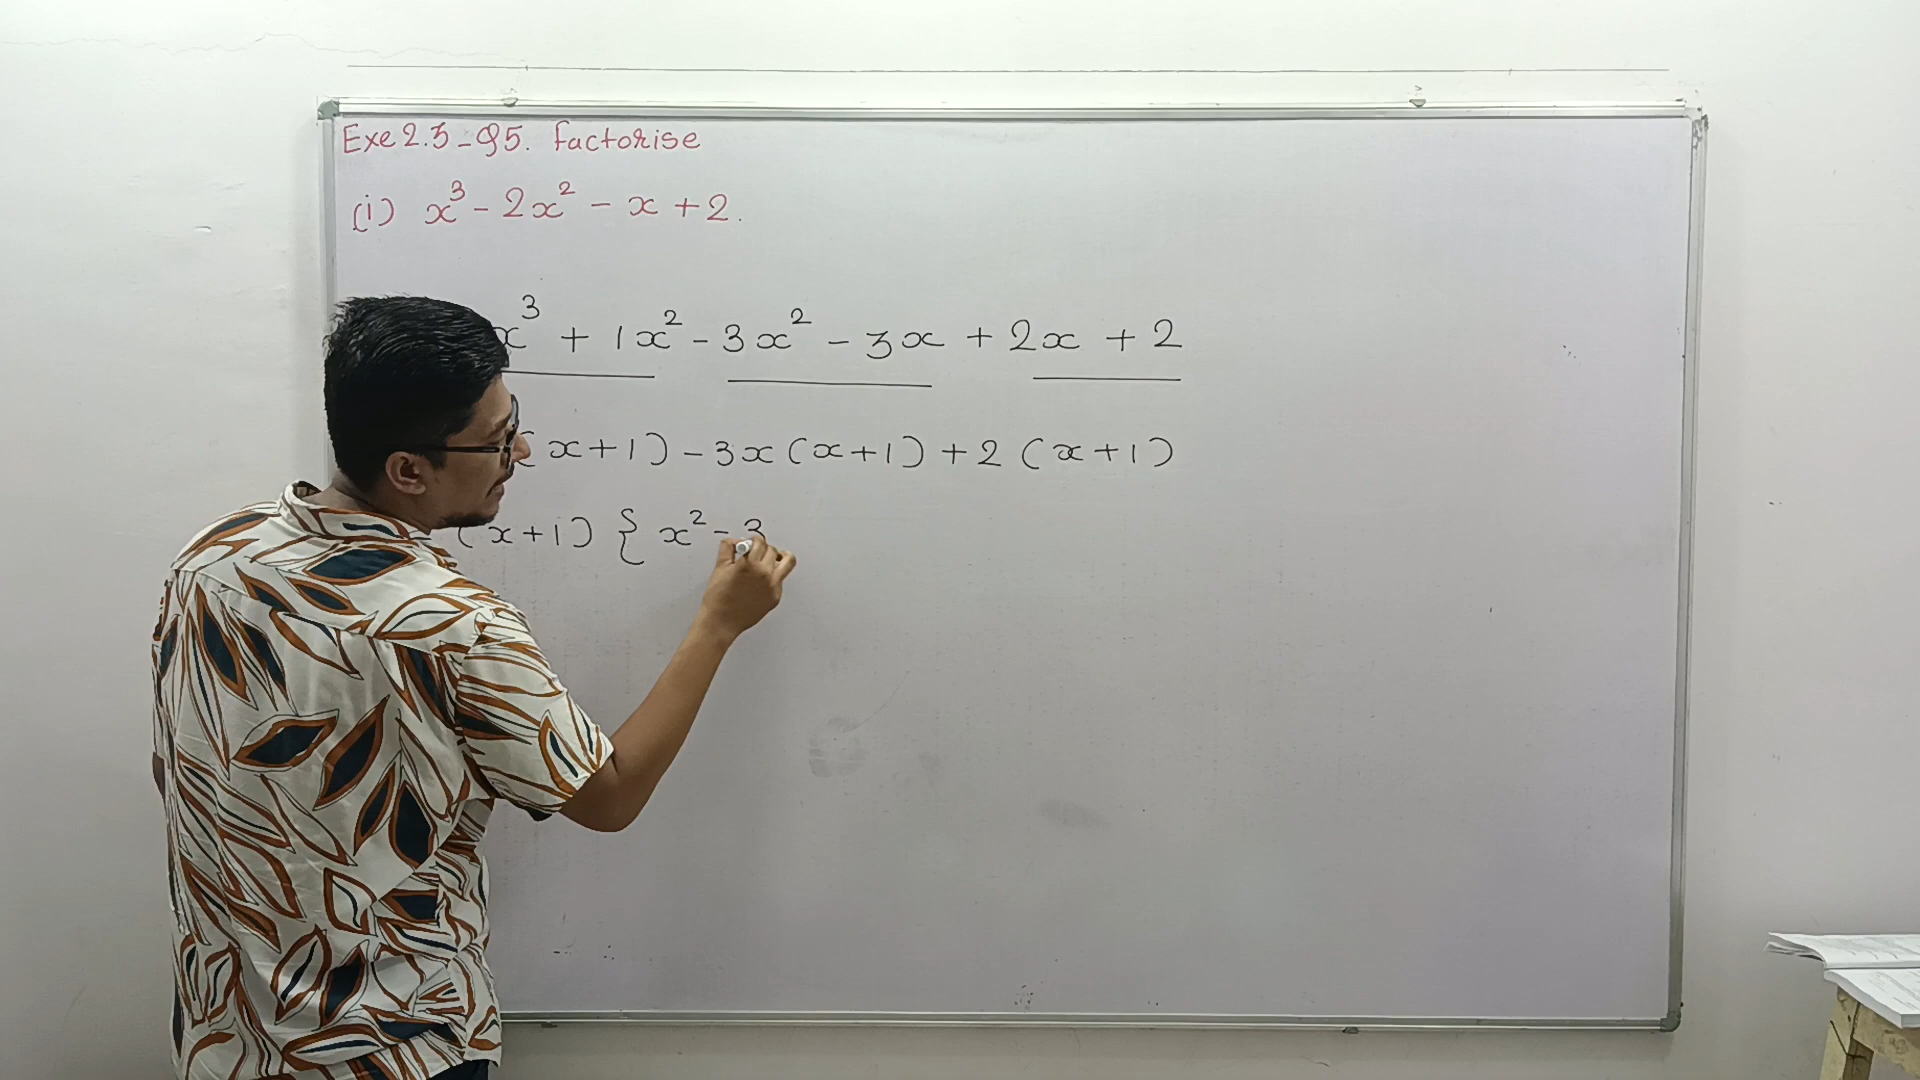 Exe 2.3 - Q5. factorise
(i) x³ - 2x² - x + 2.
x³ + 1x² - 3x² - 3x + 2x + 2
(x+1) - 3x(x+1) + 2(x+1)
(x+1) { x² - 3